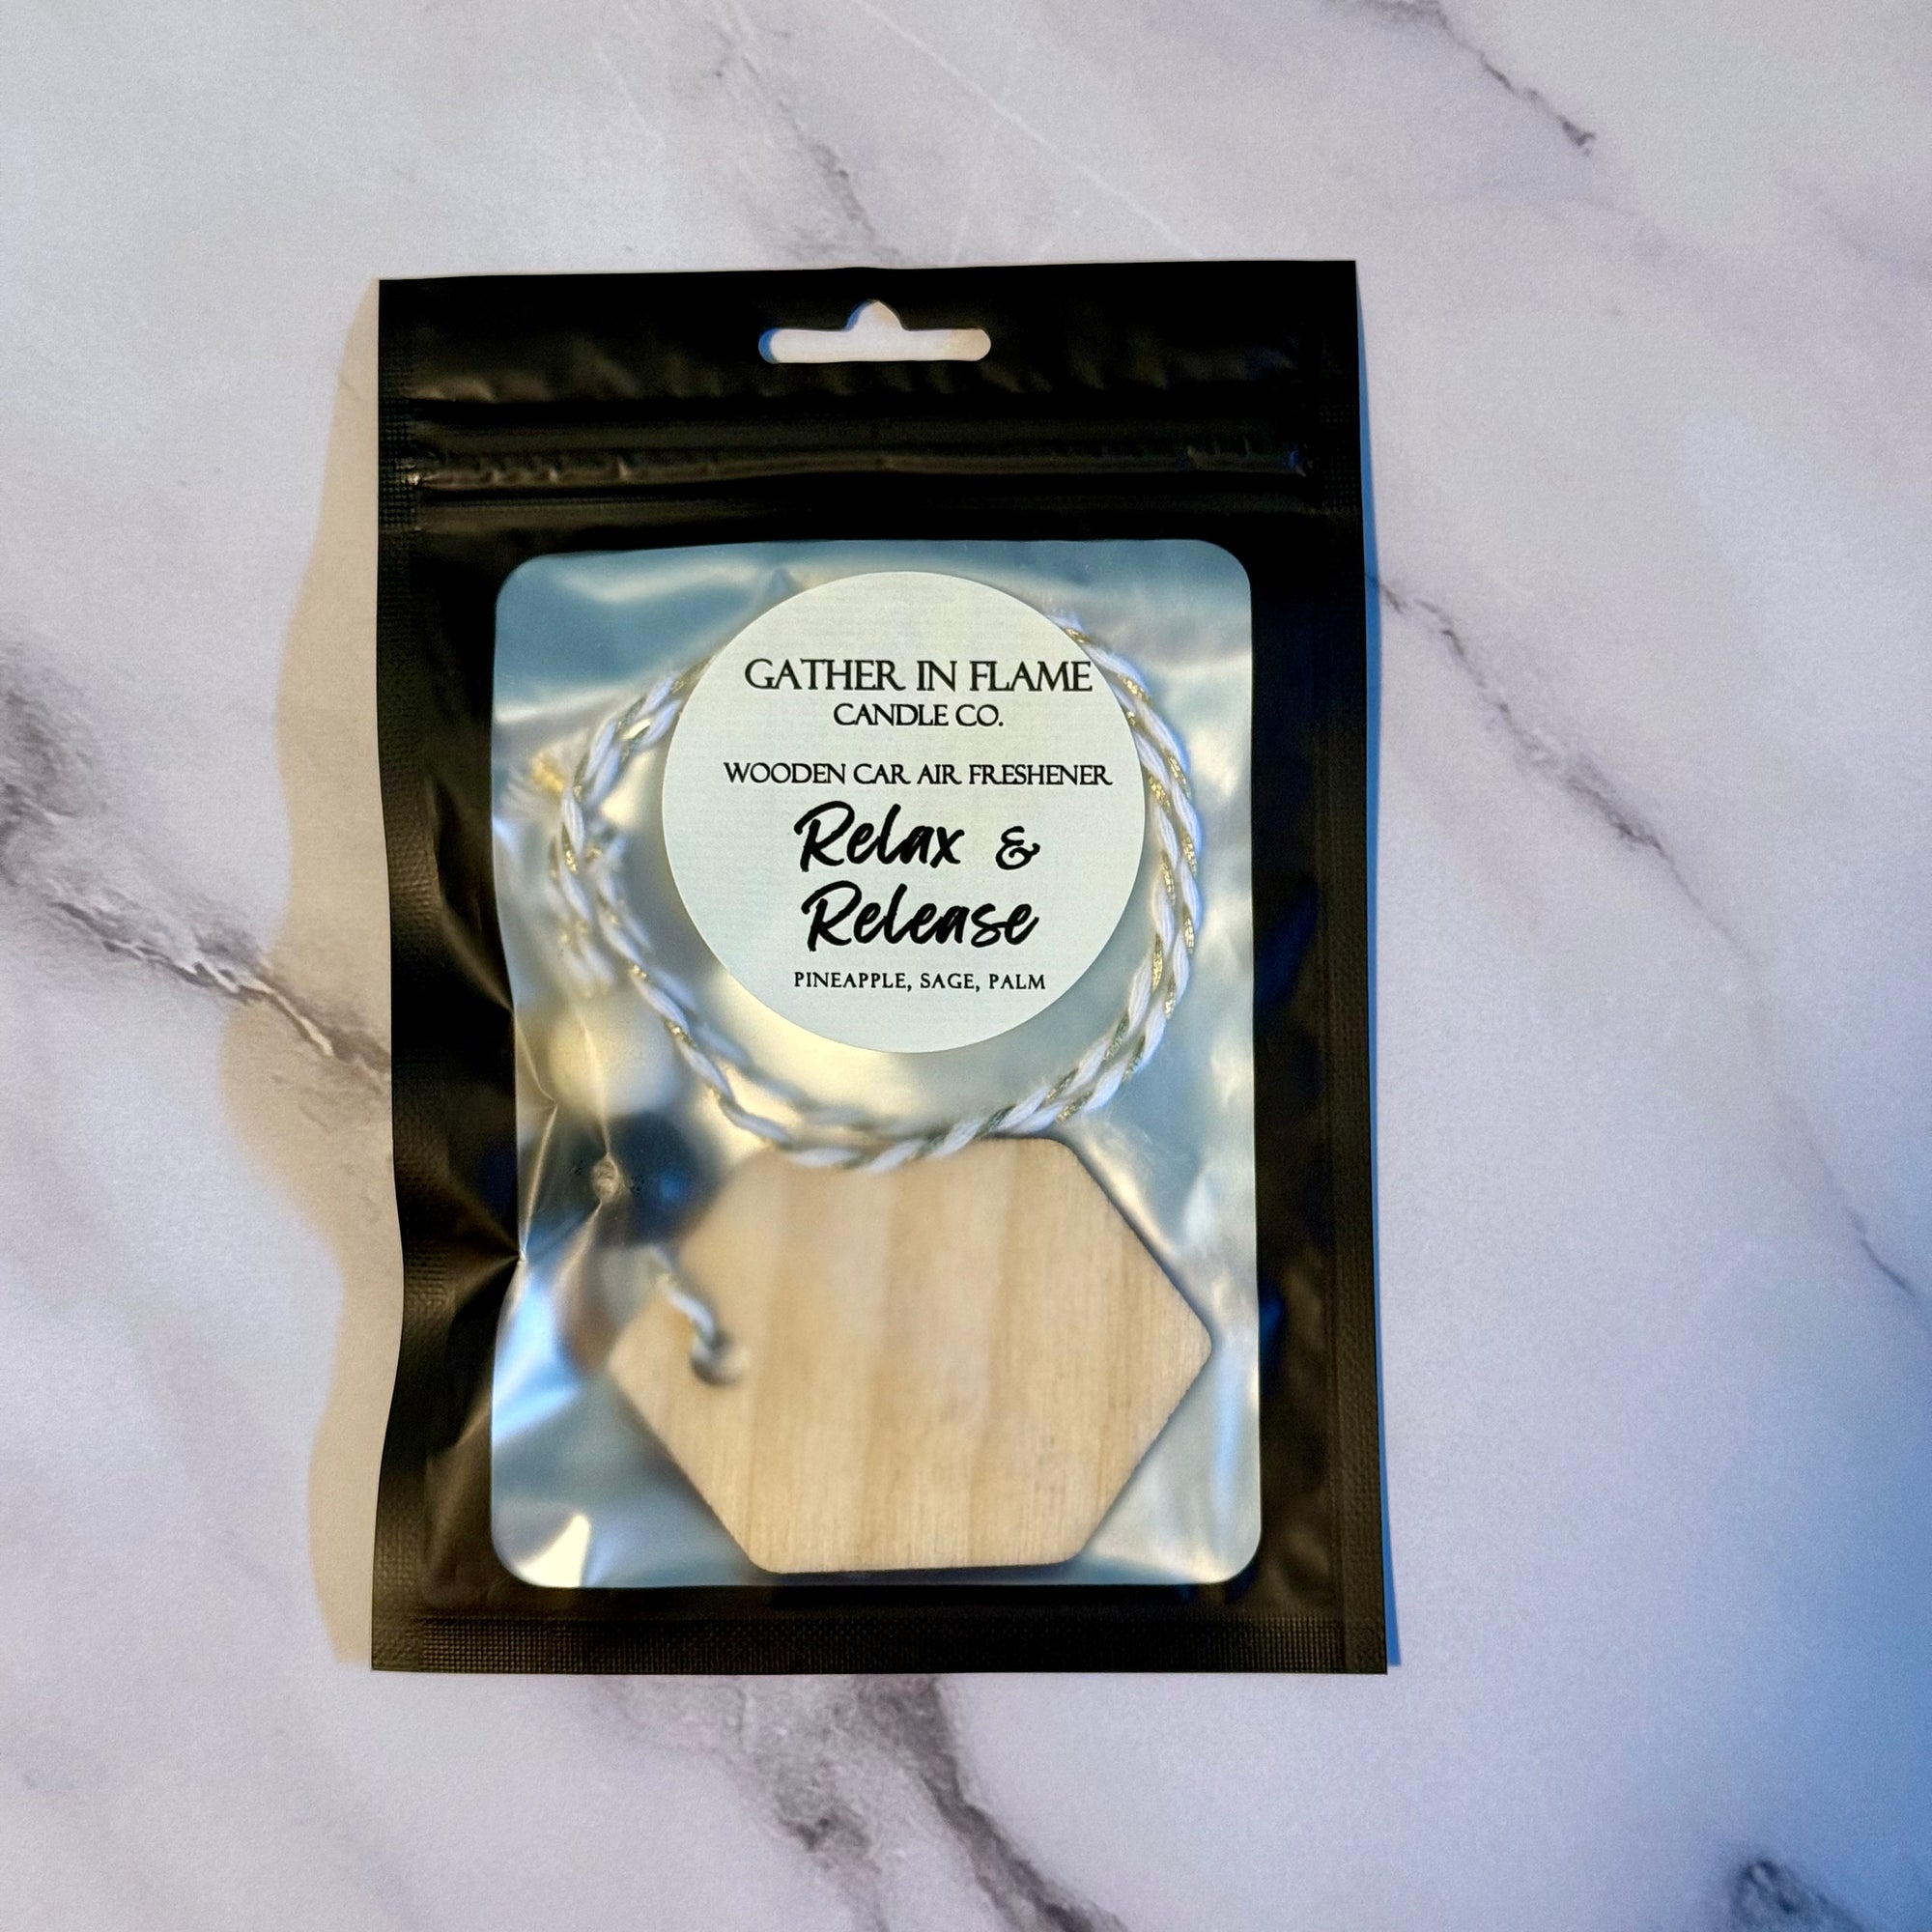 GATHER IN FLAME
CANDLE CO.
WOODEN CAR AIR FRESHENER
Relax &
Release
PINEAPPLE, SAGE, PALM